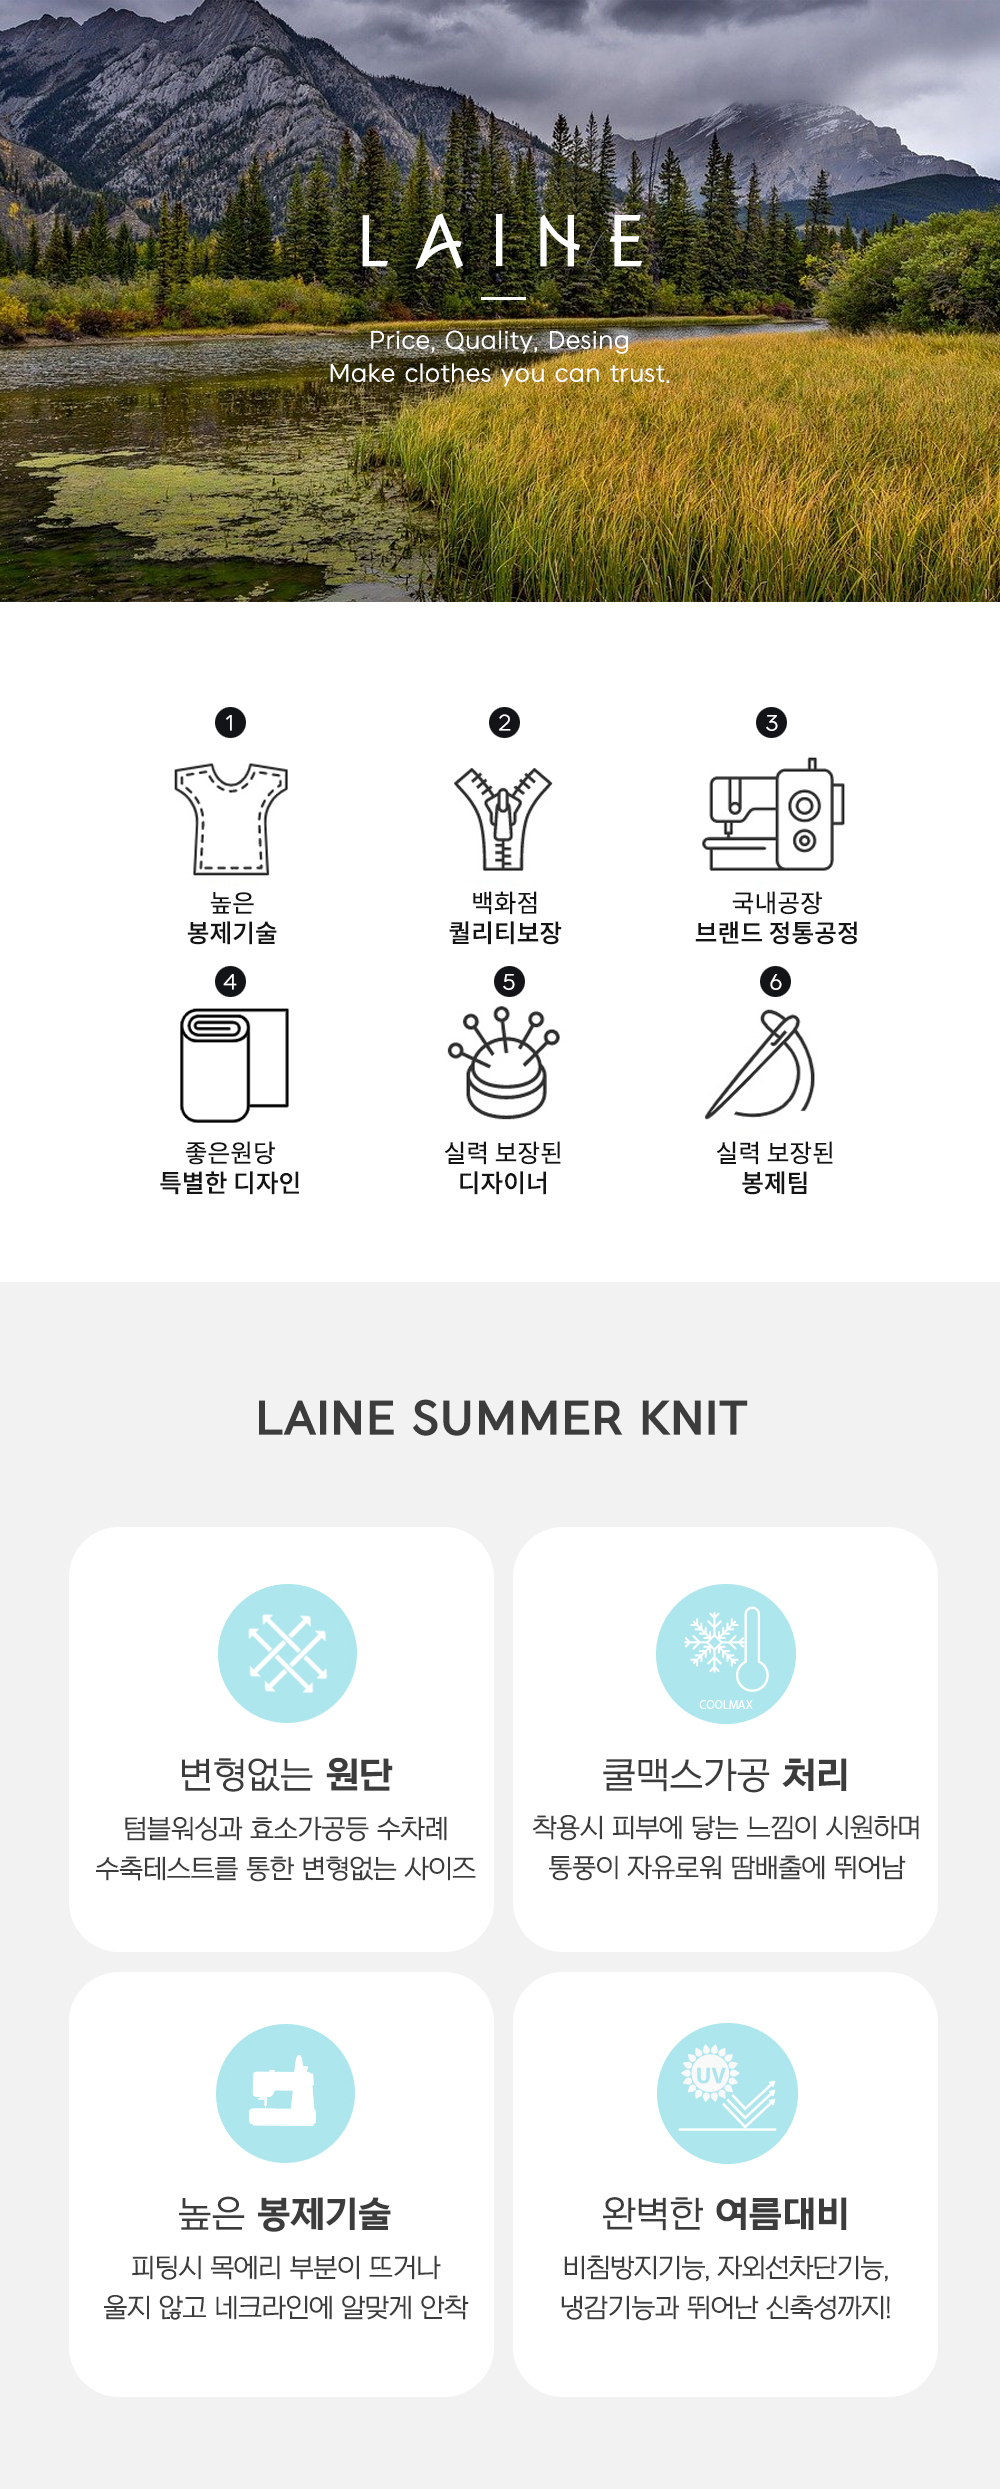 LAINE
Price, Quality, Desing
Make clothes you can trust.
1
높은
봉제기술
2
백화점
퀄리티보장
3
국내공장
브랜드 정통공정
4
좋은원당
특별한 디자인
5
실력 보장된
디자이너
6
실력 보장된
봉제팀
LAINE SUMMER KNIT
변형없는 원단
텀블워싱과 효소가공등 수차례
수축테스트를 통한 변형없는 사이즈
COOLMAX
쿨맥스가공 처리
착용시 피부에 닿는 느낌이 시원하며
통풍이 자유로워 땀배출에 뛰어남
높은 봉제기술
피팅시 목에리 부분이 뜨거나
울지 않고 네크라인에 알맞게 안착
UV
완벽한 여름대비
비침방지기능, 자외선차단기능,
냉감기능과 뛰어난 신축성까지!